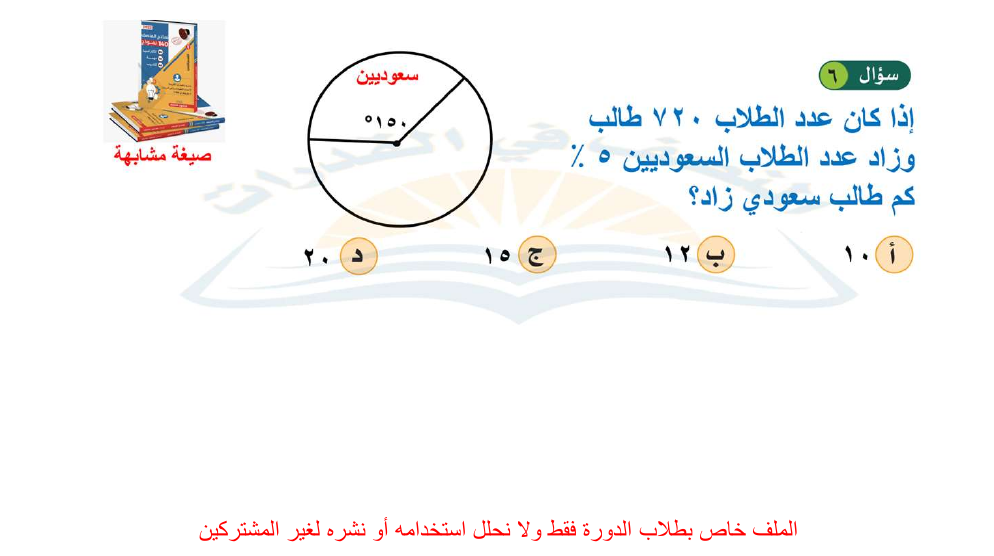 سؤال ٦
إذا كان عدد الطلاب ٧٢٠ طالب
وزاد عدد الطلاب السعوديين ٥ ٪
كم طالب سعودي زاد؟
سعوديين
١٥٠°
صيغة مشابهة
أ ١٠
ب ١٢
ج ١٥
د ٢٠
الملف خاص بطلاب الدورة فقط ولا نحلل استخدامه أو نشره لغير المشتركين